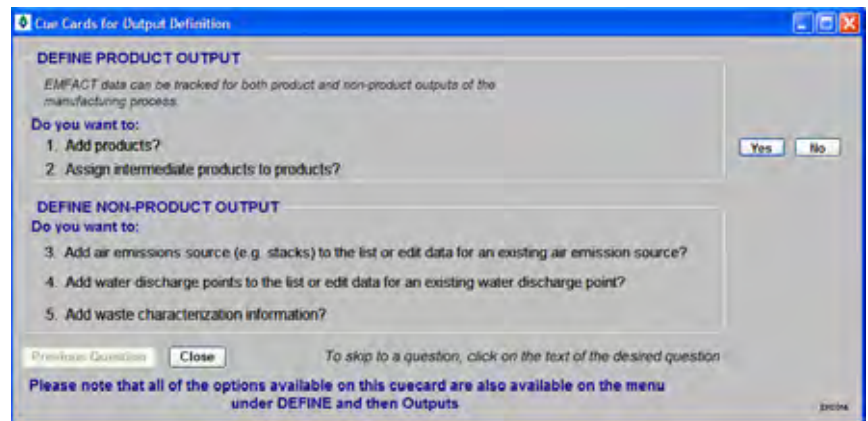 Cue Cards for Output Definition
DEFINE PRODUCT OUTPUT
EMFACT data can be tracked for both product and non-product outputs of the
manufacturing process.
Do you want to:
1. Add products?
Yes No
2. Assign intermediate products to products?
DEFINE NON-PRODUCT OUTPUT
Do you want to:
3. Add air emissions source (e.g. stacks) to the list or edit data for an existing air emission source?
4. Add water discharge points to the list or edit data for an existing water discharge point?
5. Add waste characterization information?
Previous Question Close To skip to a question, click on the text of the desired question
Please note that all of the options available on this cuecard are also available on the menu
under DEFINE and then Outputs